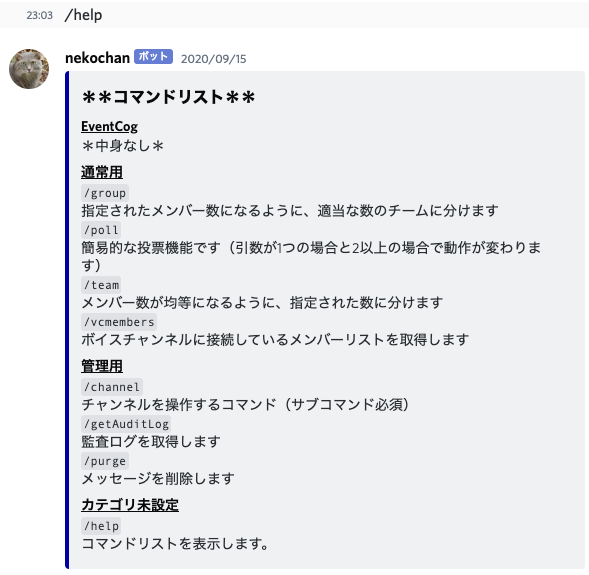 23:03 /help
nekochan ボット 2020/09/15
＊＊コマンドリスト＊＊
EventCog
＊中身なし＊
通常用
/group
指定されたメンバー数になるように、適当な数のチームに分けます
/poll
簡易的な投票機能です（引数が1つの場合と2以上の場合で動作が変わりま
す）
/team
メンバー数が均等になるように、指定された数に分けます
/vcmembers
ボイスチャンネルに接続しているメンバーリストを取得します
管理用
/channel
チャンネルを操作するコマンド（サブコマンド必須）
/getAuditLog
監査ログを取得します
/purge
メッセージを削除します
カテゴリ未設定
/help
コマンドリストを表示します。